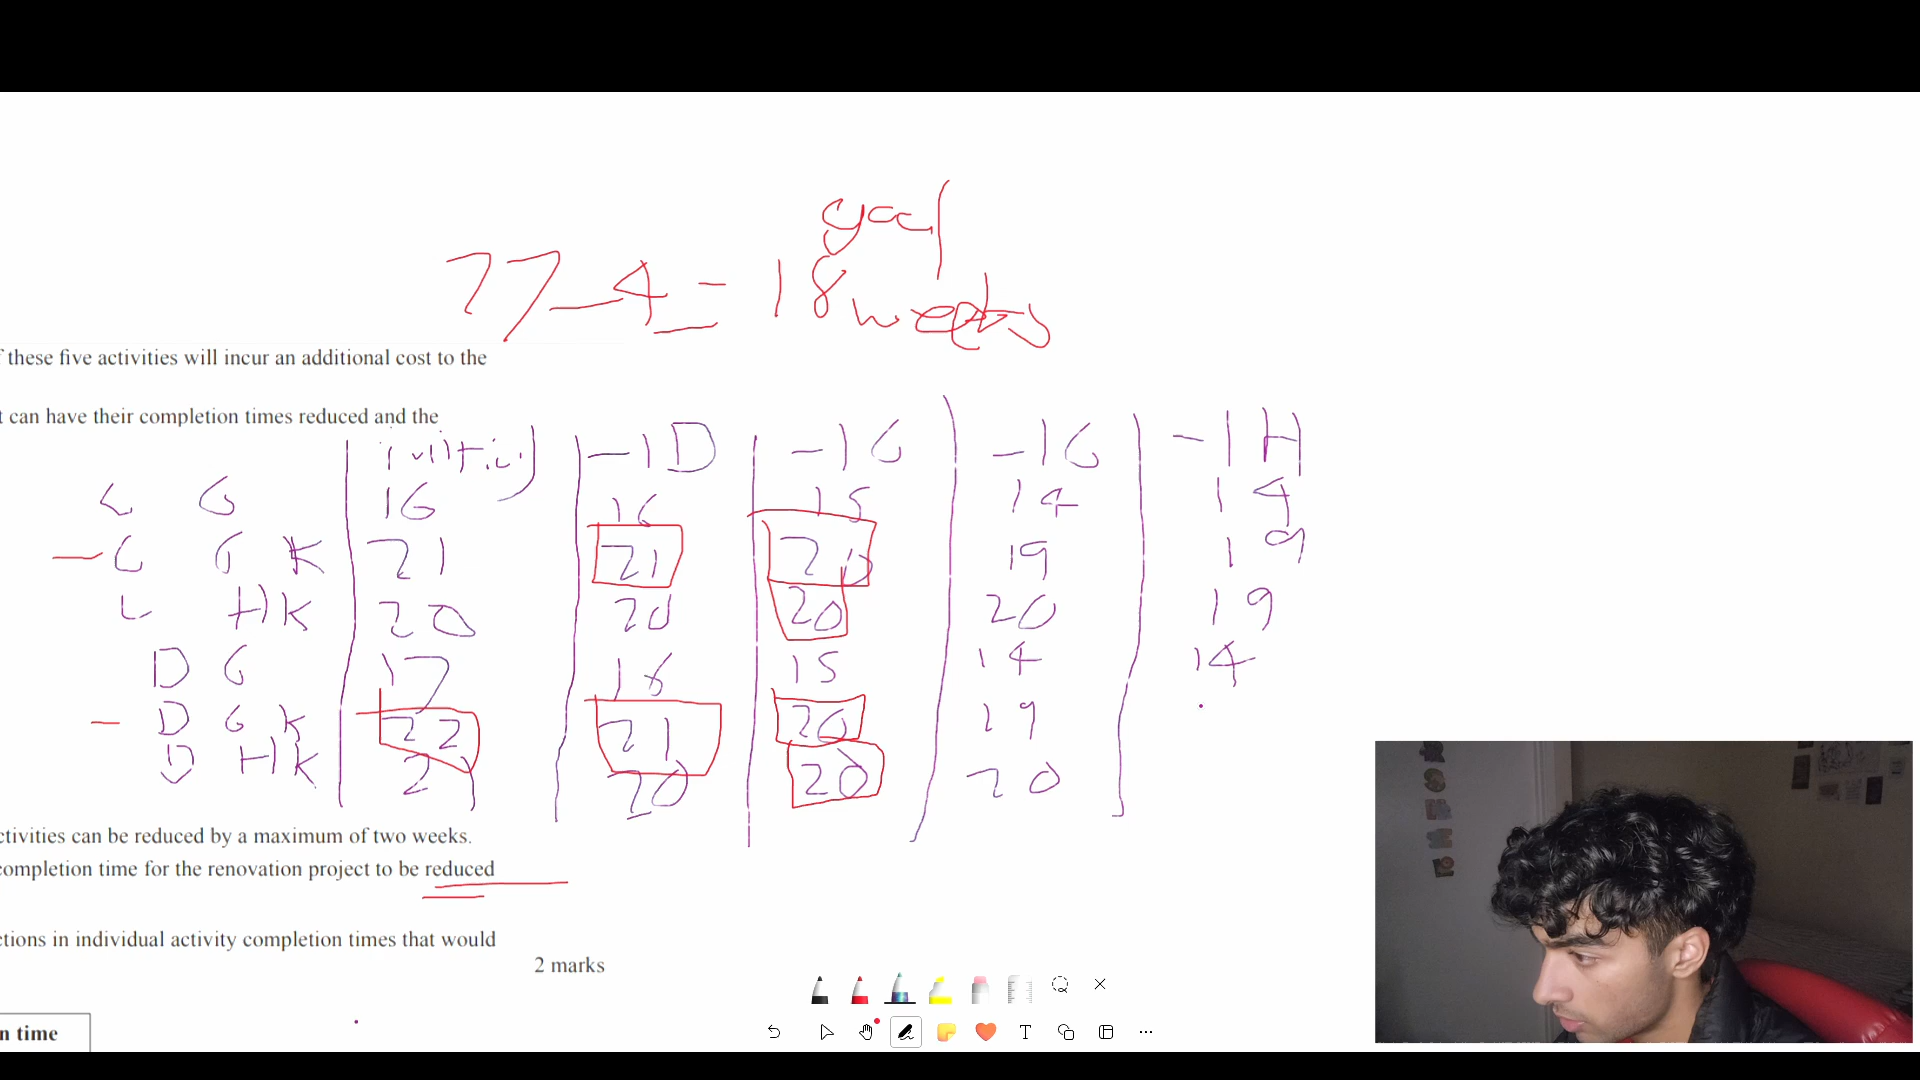 goal
22 - 4 = 18 weeks
f these five activities will incur an additional cost to the
t can have their completion times reduced and the
initial -1D -1G -1G -1H
C G 16 16 15 14 14
- C G K 21 21 20 19 19
C H K 20 20 20 20 19
D G 17 16 15 14 14
- D G K 22 21 20 19
D H K 21 20 20 20
ctivities can be reduced by a maximum of two weeks.
completion time for the renovation project to be reduced
ctions in individual activity completion times that would
2 marks
n time